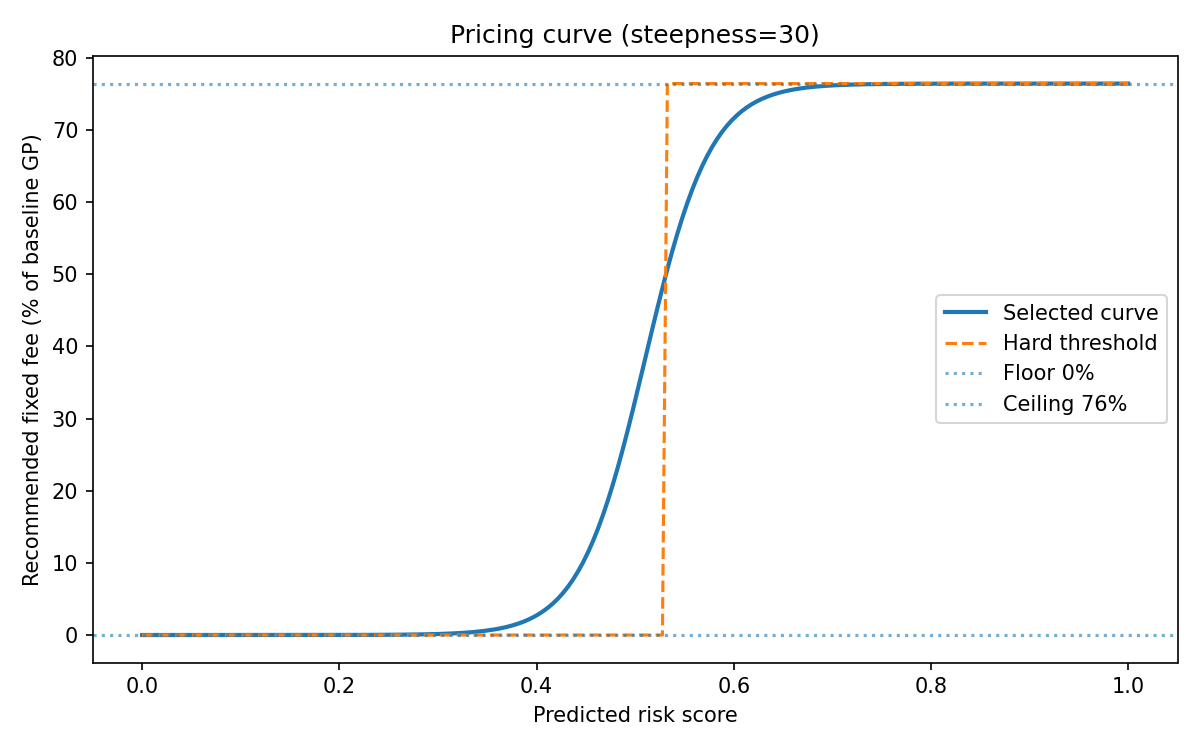 Pricing curve (steepness=30)
Recommended fixed fee (% of baseline GP)
80
70
60
50
40
30
20
10
0
Selected curve
Hard threshold
Floor 0%
Ceiling 76%
0.0 0.2 0.4 0.6 0.8 1.0
Predicted risk score